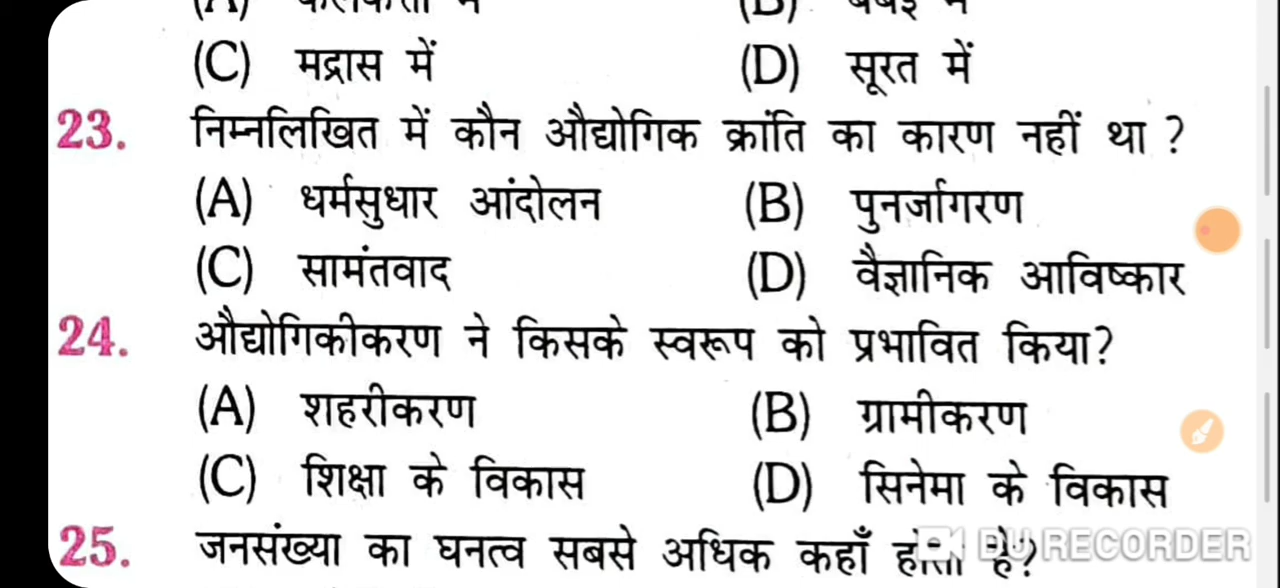 (C) मद्रास में (D) सूरत में
23. निम्नलिखित में कौन औद्योगिक क्रांति का कारण नहीं था ?
(A) धर्मसुधार आंदोलन (B) पुनर्जागरण
(C) सामंतवाद (D) वैज्ञानिक आविष्कार
24. औद्योगिकीकरण ने किसके स्वरूप को प्रभावित किया?
(A) शहरीकरण (B) ग्रामीकरण
(C) शिक्षा के विकास (D) सिनेमा के विकास
25. जनसंख्या का घनत्व सबसे अधिक कहाँ होता है?
DU RECORDER